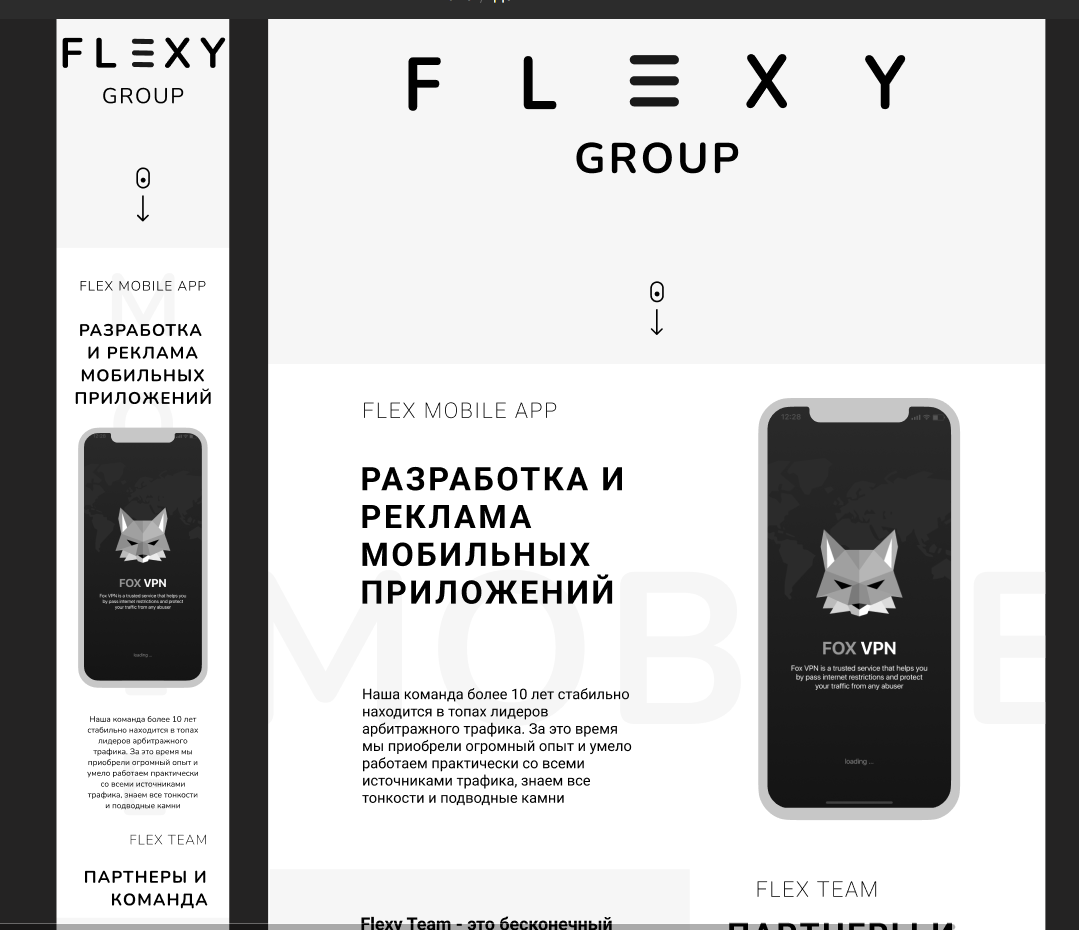 FLEXY
GROUP
FLEX MOBILE APP
РАЗРАБОТКА
И РЕКЛАМА
МОБИЛЬНЫХ
ПРИЛОЖЕНИЙ
FOX VPN
Fox VPN is a trusted service that helps you
by pass internet restrictions and protect
your traffic from any abuser
loading ...
Наша команда более 10 лет
стабильно находится в топах
лидеров арбитражного
трафика. За это время мы
приобрели огромный опыт и
умело работаем практически
со всеми источниками
трафика, знаем все тонкости
и подводные камни
FLEX TEAM
ПАРТНЕРЫ И
КОМАНДА
FLEXY
GROUP
FLEX MOBILE APP
РАЗРАБОТКА И
РЕКЛАМА
МОБИЛЬНЫХ
ПРИЛОЖЕНИЙ
MOB E
Наша команда более 10 лет стабильно
находится в топах лидеров
арбитражного трафика. За это время
мы приобрели огромный опыт и умело
работаем практически со всеми
источниками трафика, знаем все
тонкости и подводные камни
12:29
FOX VPN
Fox VPN is a trusted service that helps you
by pass internet restrictions and protect
your traffic from any abuser
loading ...
Flexy Team - это бесконечный
FLEX TEAM
ПАРТНЕРЫ И